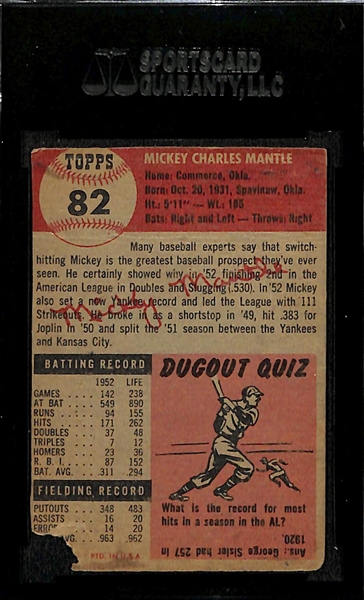 SPORTSCARD
GUARANTY, LLC
TOPPS
82
MICKEY CHARLES MANTLE
Home: Commerce, Okla.
Born: Oct. 20, 1931, Spavinaw, Okla.
Ht.: 5'11" — Wt.: 185
Bats: Right and Left — Throws: Right
Many baseball experts say that switch-
hitting Mickey is the greatest baseball prospect they've ever
seen. He certainly showed why in '52 finishing 2nd in the
American League in Doubles and Slugging (.530). In '52 Mickey
also set a new Yankee record and led the League with 111
Strikeouts. He broke in as a shortstop in '49, hit .383 for
Joplin in '50 and split the '51 season between the Yankees
and Kansas City.
Mickey Mantle
BATTING RECORD
1952 LIFE
GAMES 142 238
AT BAT 549 890
RUNS 94 155
HITS 171 262
DOUBLES 37 48
TRIPLES 7 12
HOMERS 23 36
R.B.I. 87 152
BAT. AVG. .311 .294
FIELDING RECORD
PUTOUTS 348 483
ASSISTS 16 20
ERRO 14 20
AVG. .963 .962
PTD. IN U.S.A.
DUGOUT QUIZ
What is the record for most
hits in a season in the AL?
Ans.: George Sisler had 257 in
1920.